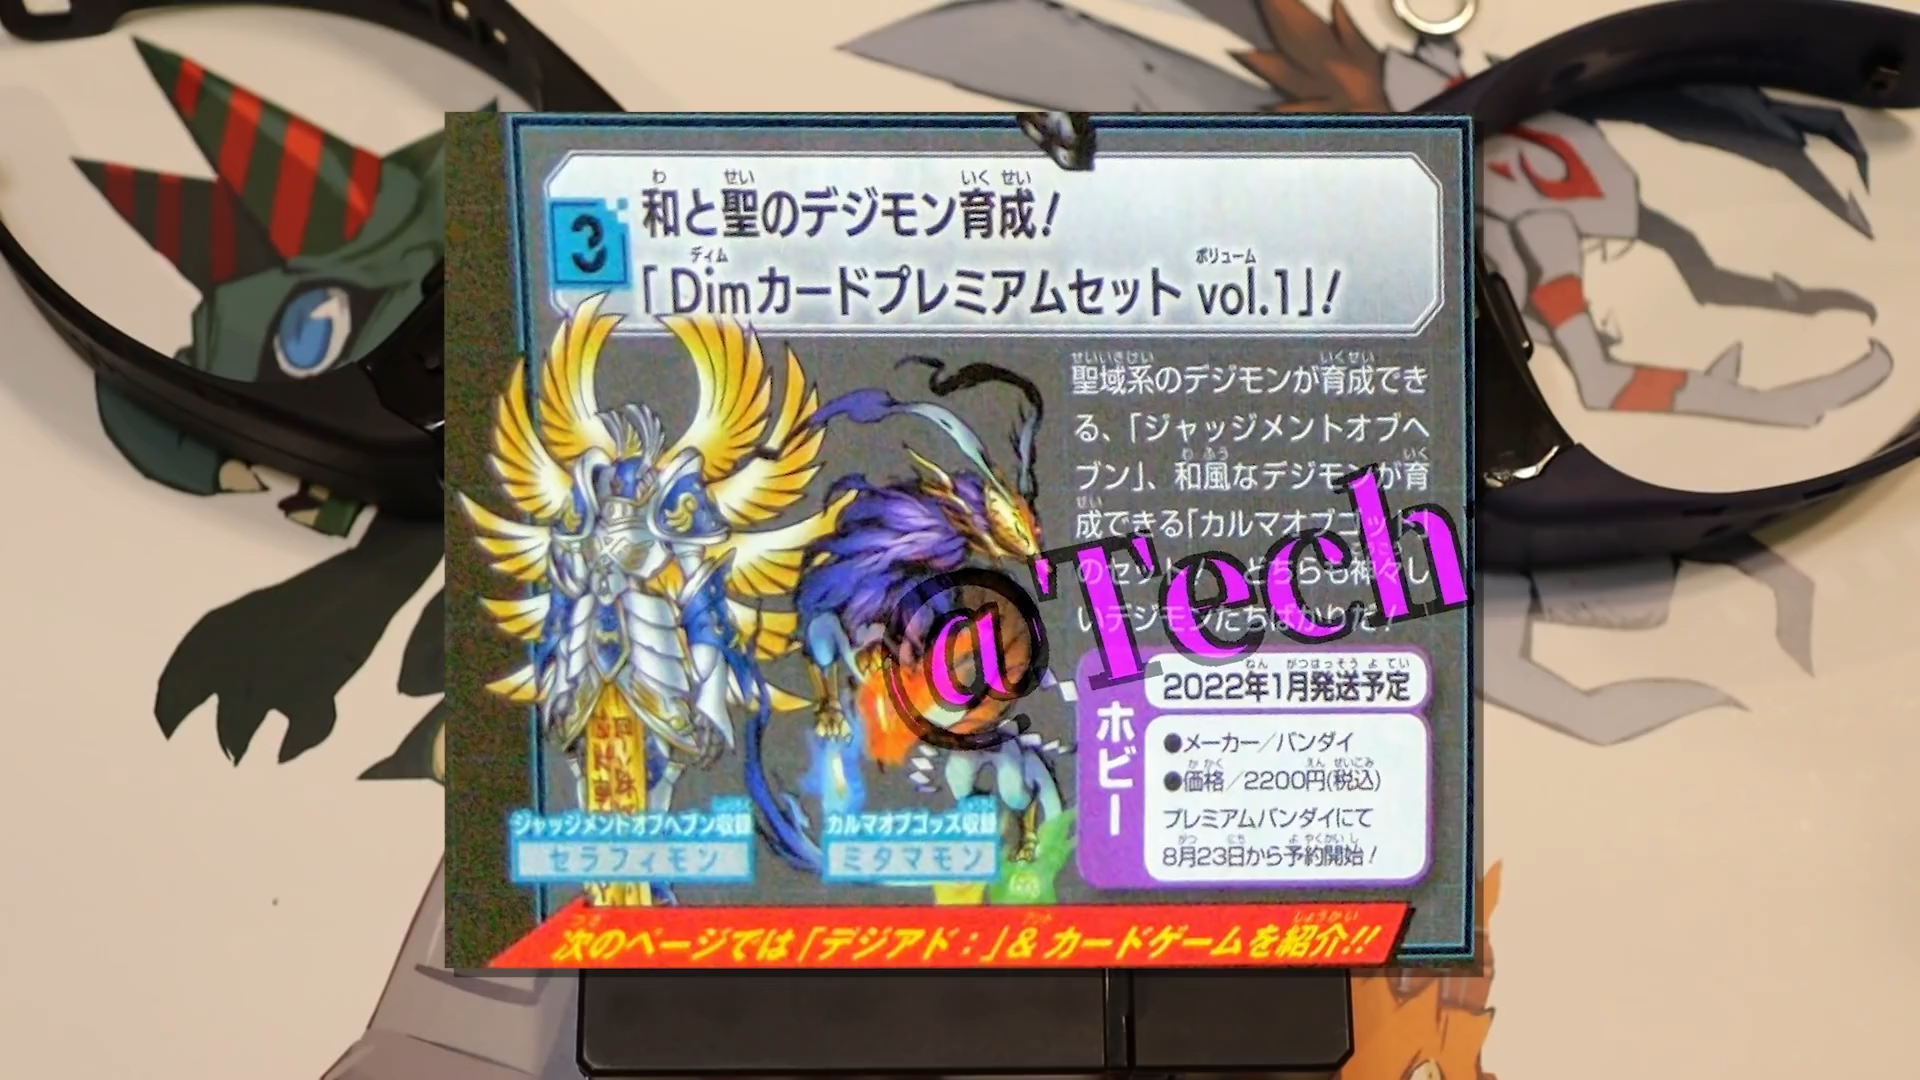 3
和と聖のデジモン育成!
「Dimカードプレミアムセット vol.1」!
聖域系のデジモンが育成でき
る、「ジャッジメントオブヘ
ブン」、和風なデジモンが育
成できる「カルマオブゴッド」
のセット! どちらも神々し
いデジモンたちばかりだ!
@Tech
ホビー
2022年1月発送予定
●メーカー/バンダイ
●価格/2200円(税込)
プレミアムバンダイにて
8月23日から予約開始!
ジャッジメントオブヘブン収録
セラフィモン
カルマオブゴッズ収録
ミタマモン
次のページでは「デジアド:」&カードゲームを紹介!!